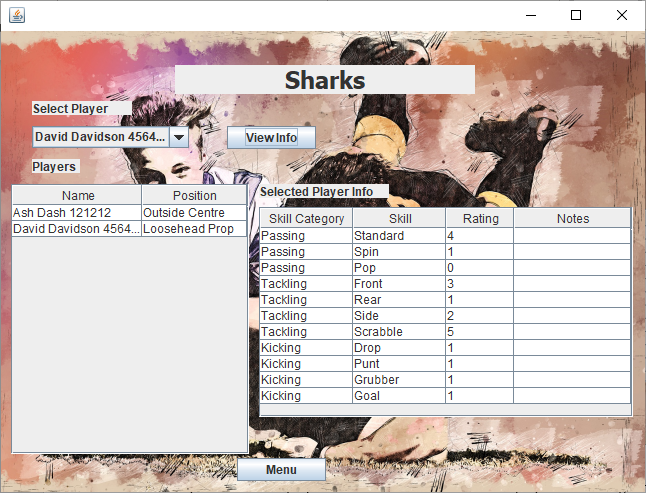 Sharks
Select Player
David Davidson 4564...
View Info
Players
Name Position
Ash Dash 121212 Outside Centre
David Davidson 4564... Loosehead Prop
Selected Player Info
Skill Category Skill Rating Notes
Passing Standard 4
Passing Spin 1
Passing Pop 0
Tackling Front 3
Tackling Rear 1
Tackling Side 2
Tackling Scrabble 5
Kicking Drop 1
Kicking Punt 1
Kicking Grubber 1
Kicking Goal 1
Menu